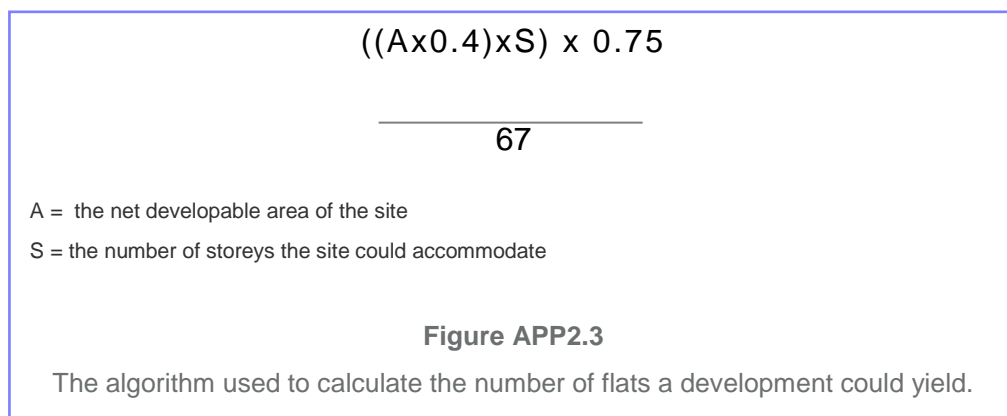 ((Ax0.4)xS) x 0.75
67
A = the net developable area of the site
S = the number of storeys the site could accommodate
Figure APP2.3
The algorithm used to calculate the number of flats a development could yield.